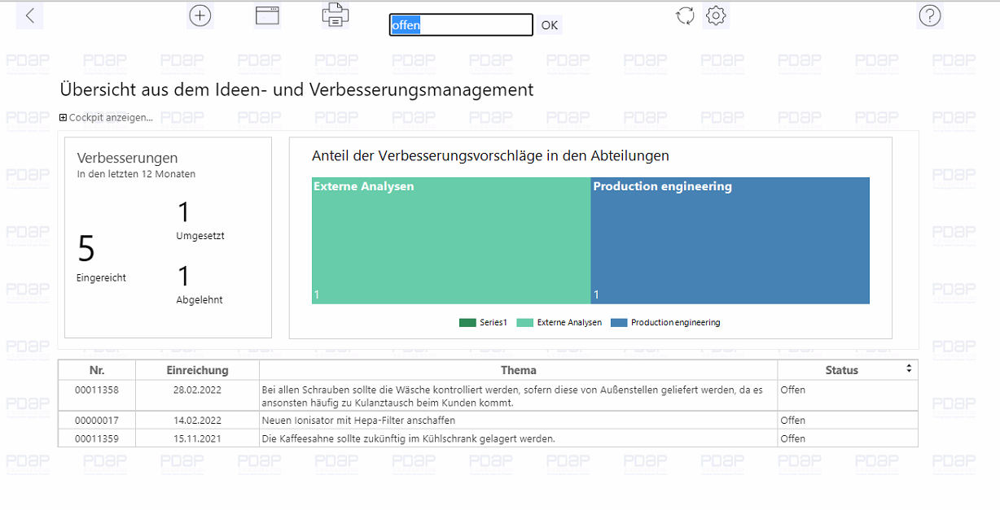 offen OK
Übersicht aus dem Ideen- und Verbesserungsmanagement
Cockpit anzeigen...
Verbesserungen
In den letzten 12 Monaten
5
Eingereicht
1
Umgesetzt
1
Abgelehnt
Anteil der Verbesserungsvorschläge in den Abteilungen
Externe Analysen Production engineering
1 1
Series1 Externe Analysen Production engineering
Nr. Einreichung Thema Status
00011358 28.02.2022 Bei allen Schrauben sollte die Wäsche kontrolliert werden, sofern diese von Außenstellen geliefert werden, da es Offen
ansonsten häufig zu Kulanztausch beim Kunden kommt.
00000017 14.02.2022 Neuen Ionisator mit Hepa-Filter anschaffen Offen
00011359 15.11.2021 Die Kaffeesahne sollte zukünftig im Kühlschrank gelagert werden. Offen